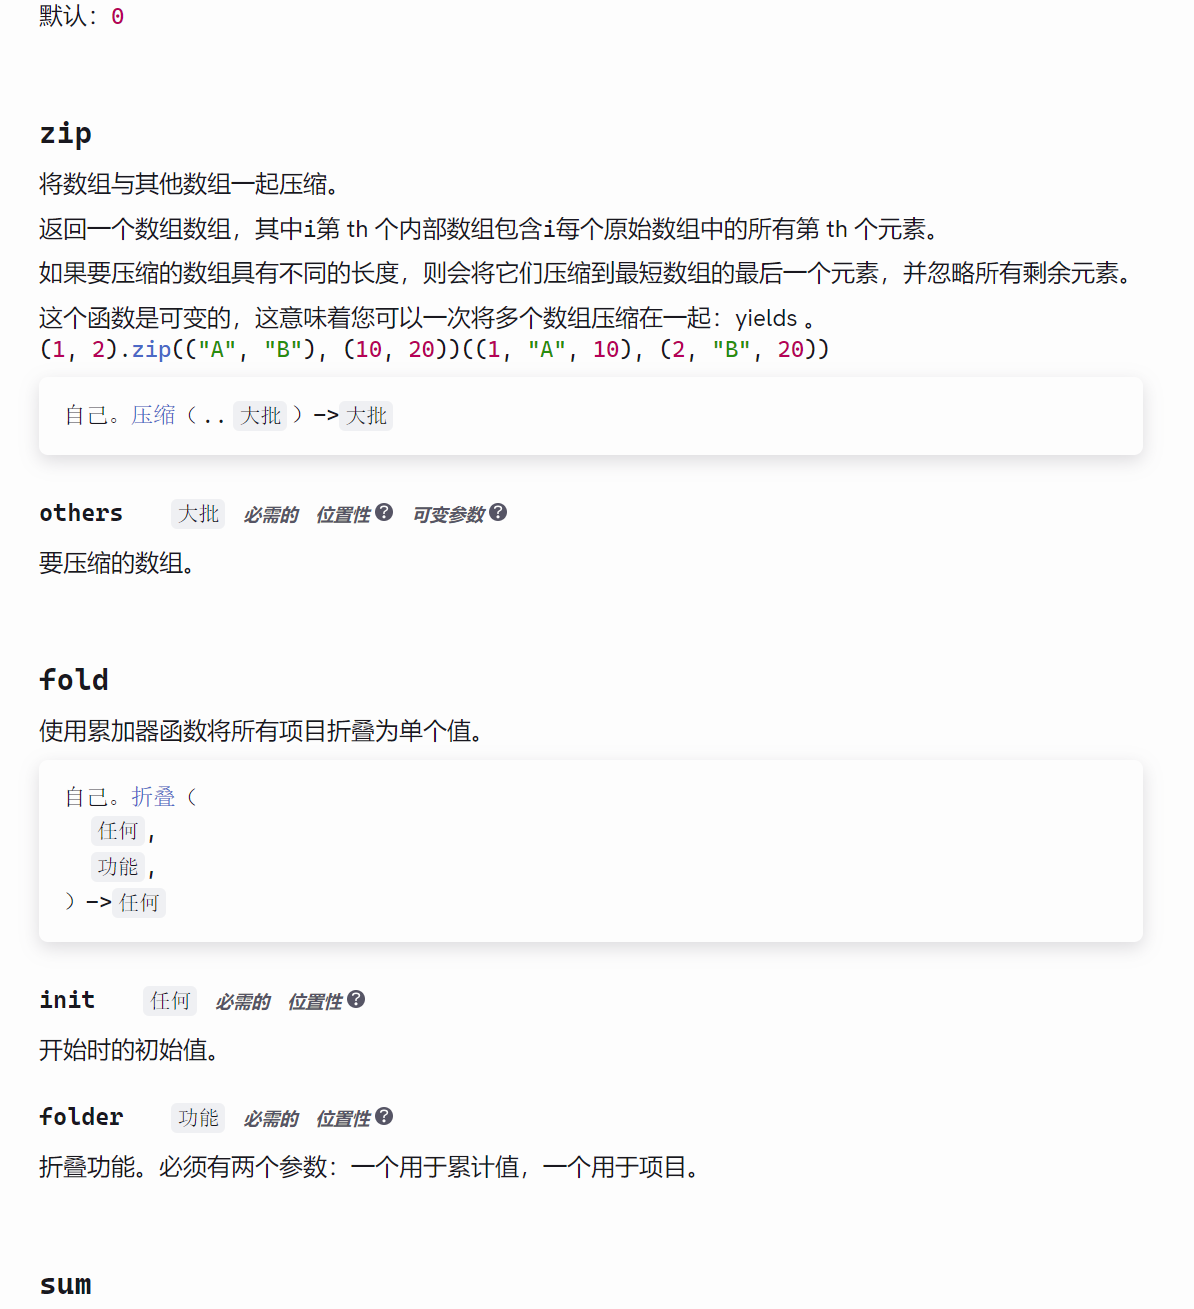 默认：0
zip
将数组与其他数组一起压缩。
返回一个数组数组，其中i第 th 个内部数组包含i每个原始数组中的所有第 th 个元素。
如果要压缩的数组具有不同的长度，则会将它们压缩到最短数组的最后一个元素，并忽略所有剩余元素。
这个函数是可变的，这意味着您可以一次将多个数组压缩在一起：yields 。
(1, 2).zip(("A", "B"), (10, 20))((1, "A", 10), (2, "B", 20))
自己。压缩（..大批）->大批
others 大批 必需的 位置性? 可变参数?
要压缩的数组。
fold
使用累加器函数将所有项目折叠为单个值。
自己。折叠（
任何,
功能,
）->任何
init 任何 必需的 位置性?
开始时的初始值。
folder 功能 必需的 位置性?
折叠功能。必须有两个参数：一个用于累计值，一个用于项目。
sum